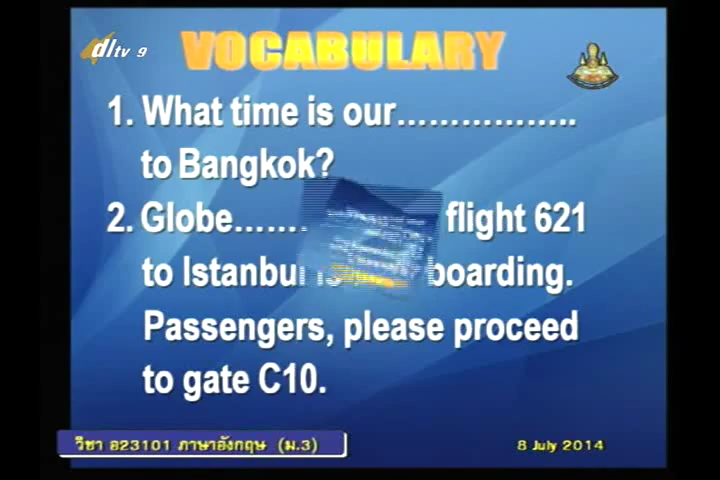 dltv 9
VOCABULARY
1. What time is our……………..
to Bangkok?
2. Globe……. flight 621
to Istanbul is boarding.
Passengers, please proceed
to gate C10.
วิชา อ23101 ภาษาอังกฤษ (ม.3)
8 July 2014